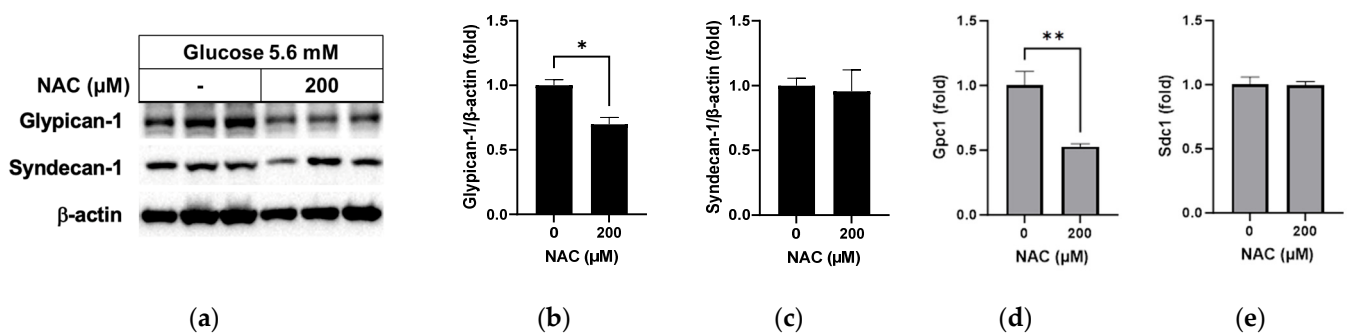 Glucose 5.6 mM
NAC (µM) - 200
Glypican-1
Syndecan-1
β-actin
(a)
Glypican-1/β-actin (fold)
1.5
1.0
0.5
0.0
*
0 200
NAC (µM)
(b)
Syndecan-1/β-actin (fold)
1.5
1.0
0.5
0.0
0 200
NAC (µM)
(c)
Gpc1 (fold)
1.5
1.0
0.5
0.0
**
0 200
NAC (µM)
(d)
Sdc1 (fold)
1.5
1.0
0.5
0.0
0 200
NAC (µM)
(e)